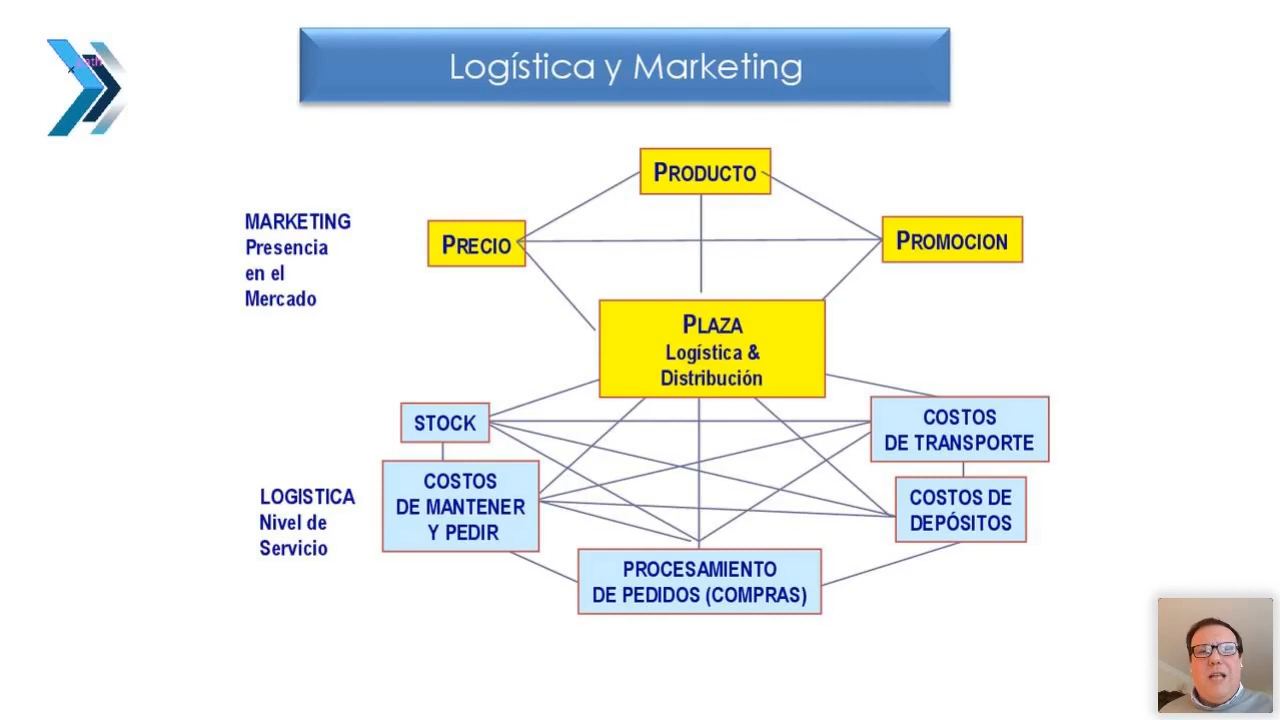 Logística y Marketing
PRODUCTO
MARKETING
Presencia
en el
Mercado
PRECIO
PROMOCION
PLAZA
Logística &
Distribución
STOCK
COSTOS
DE TRANSPORTE
COSTOS
DE MANTENER
Y PEDIR
LOGISTICA
Nivel de
Servicio
COSTOS DE
DEPÓSITOS
PROCESAMIENTO
DE PEDIDOS (COMPRAS)